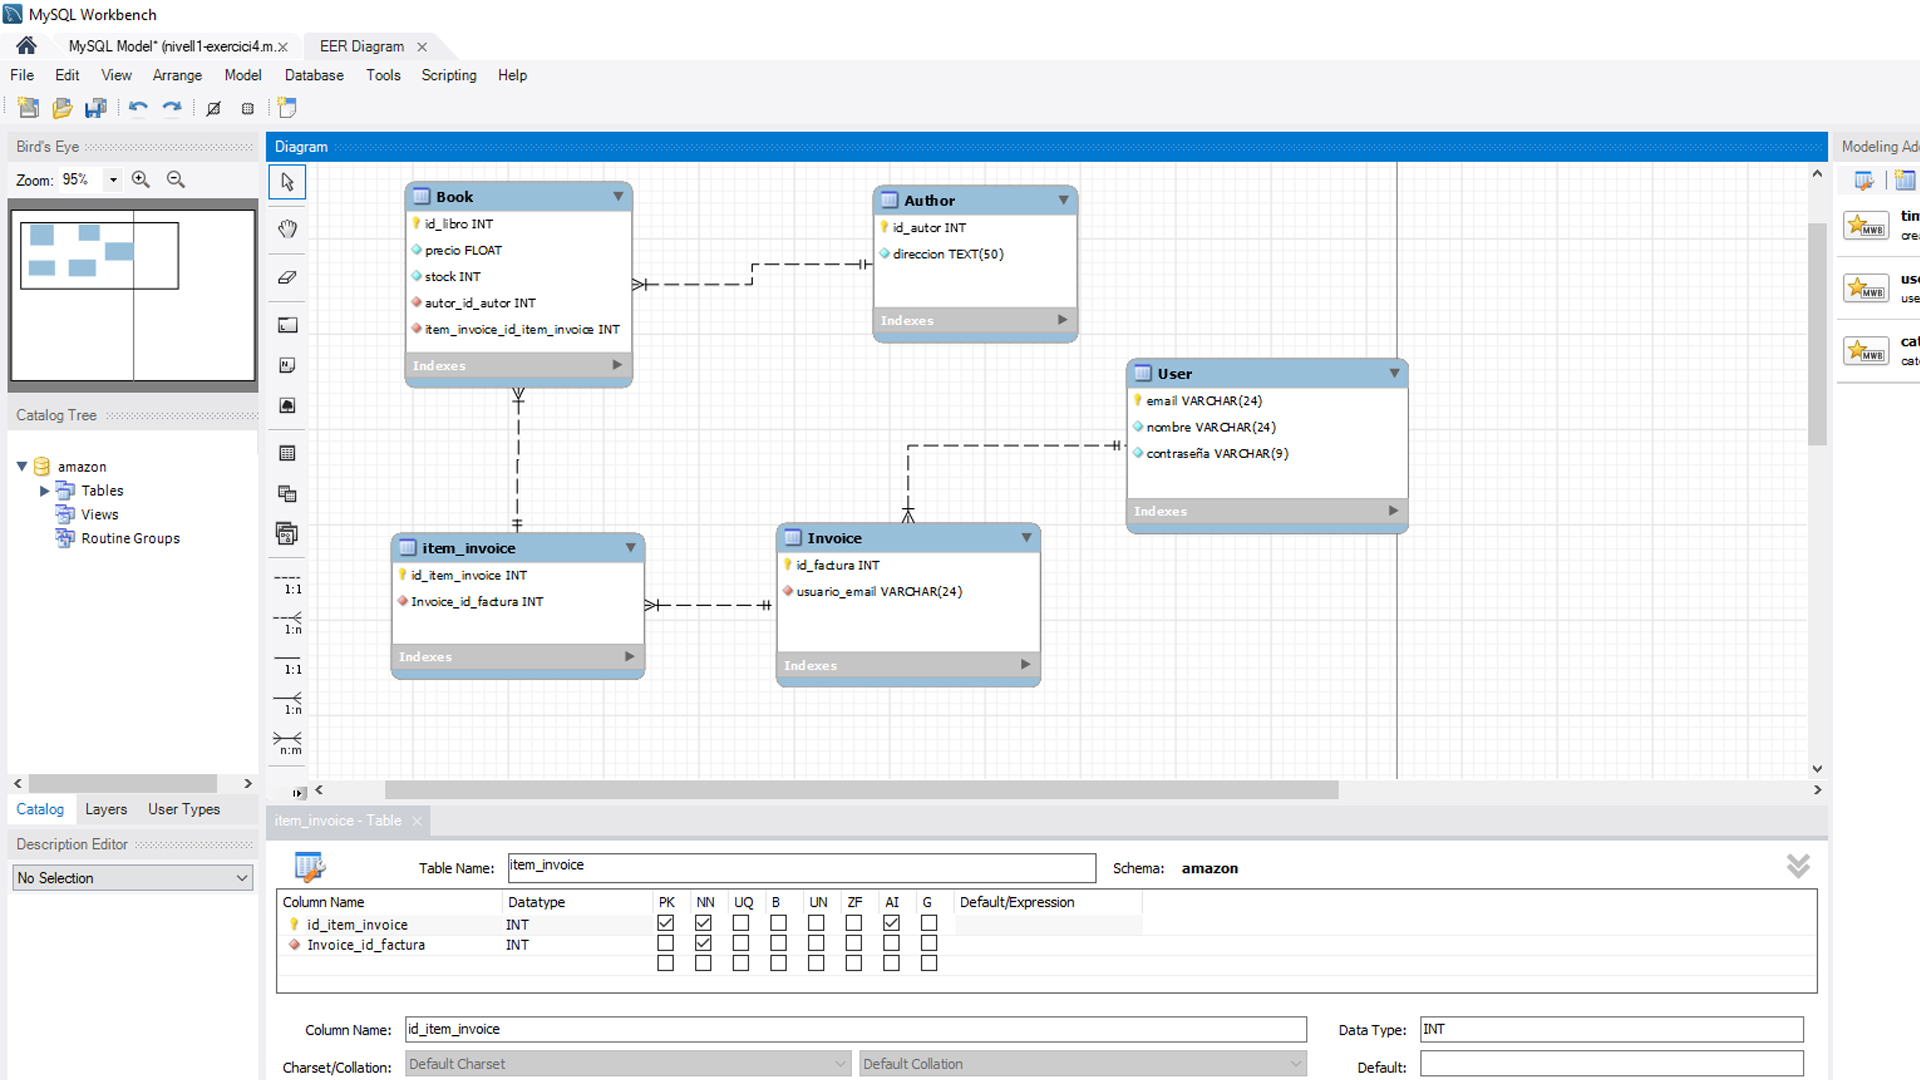 MySQL Workbench
MySQL Model* (nivell1-exercici4.m...
EER Diagram
File Edit View Arrange Model Database Tools Scripting Help
Bird's Eye
Zoom: 95%
Diagram
Modeling Ad
Book
id_libro INT
precio FLOAT
stock INT
autor_id_autor INT
item_invoice_id_item_invoice INT
Indexes
Author
id_autor INT
direccion TEXT(50)
Indexes
User
email VARCHAR(24)
nombre VARCHAR(24)
contraseña VARCHAR(9)
Indexes
item_invoice
id_item_invoice INT
Invoice_id_factura INT
Indexes
Invoice
id_factura INT
usuario_email VARCHAR(24)
Indexes
MWB
tim
cre
MWB
use
use
MWB
cat
cate
Catalog Tree
amazon
Tables
Views
Routine Groups
1:1
1:n
1:1
1:n
n:m
Catalog Layers User Types
Description Editor
No Selection
item_invoice - Table
Table Name: item_invoice Schema: amazon
Column Name Datatype PK NN UQ B UN ZF AI G Default/Expression
id_item_invoice INT
Invoice_id_factura INT
Column Name: id_item_invoice Data Type: INT
Charset/Collation: Default Charset Default Collation Default: